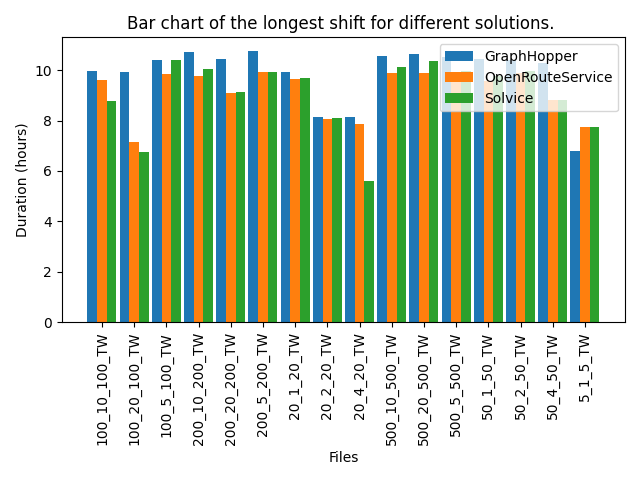 Bar chart of the longest shift for different solutions.
GraphHopper
OpenRouteService
Solvice
Duration (hours)
10
8
6
4
2
0
100_10_100_TW
100_20_100_TW
100_5_100_TW
200_10_200_TW
200_20_200_TW
200_5_200_TW
20_1_20_TW
20_2_20_TW
20_4_20_TW
500_10_500_TW
500_20_500_TW
500_5_500_TW
50_1_50_TW
50_2_50_TW
50_4_50_TW
5_1_5_TW
Files